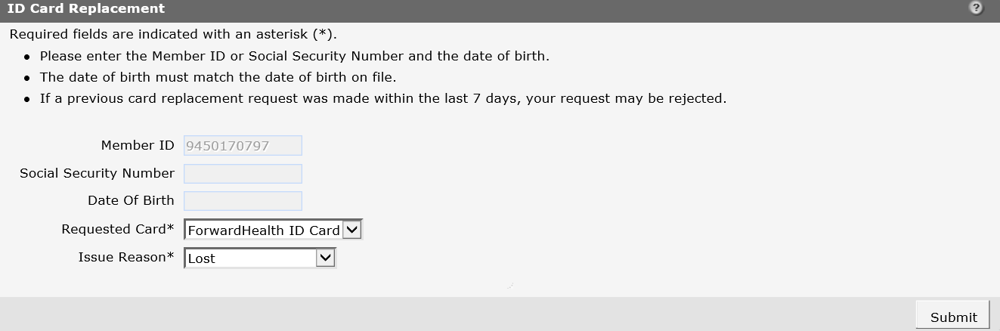 ID Card Replacement ?
Required fields are indicated with an asterisk (*).
• Please enter the Member ID or Social Security Number and the date of birth.
• The date of birth must match the date of birth on file.
• If a previous card replacement request was made within the last 7 days, your request may be rejected.
Member ID 9450170797
Social Security Number
Date Of Birth
Requested Card* ForwardHealth ID Card
Issue Reason* Lost
Submit